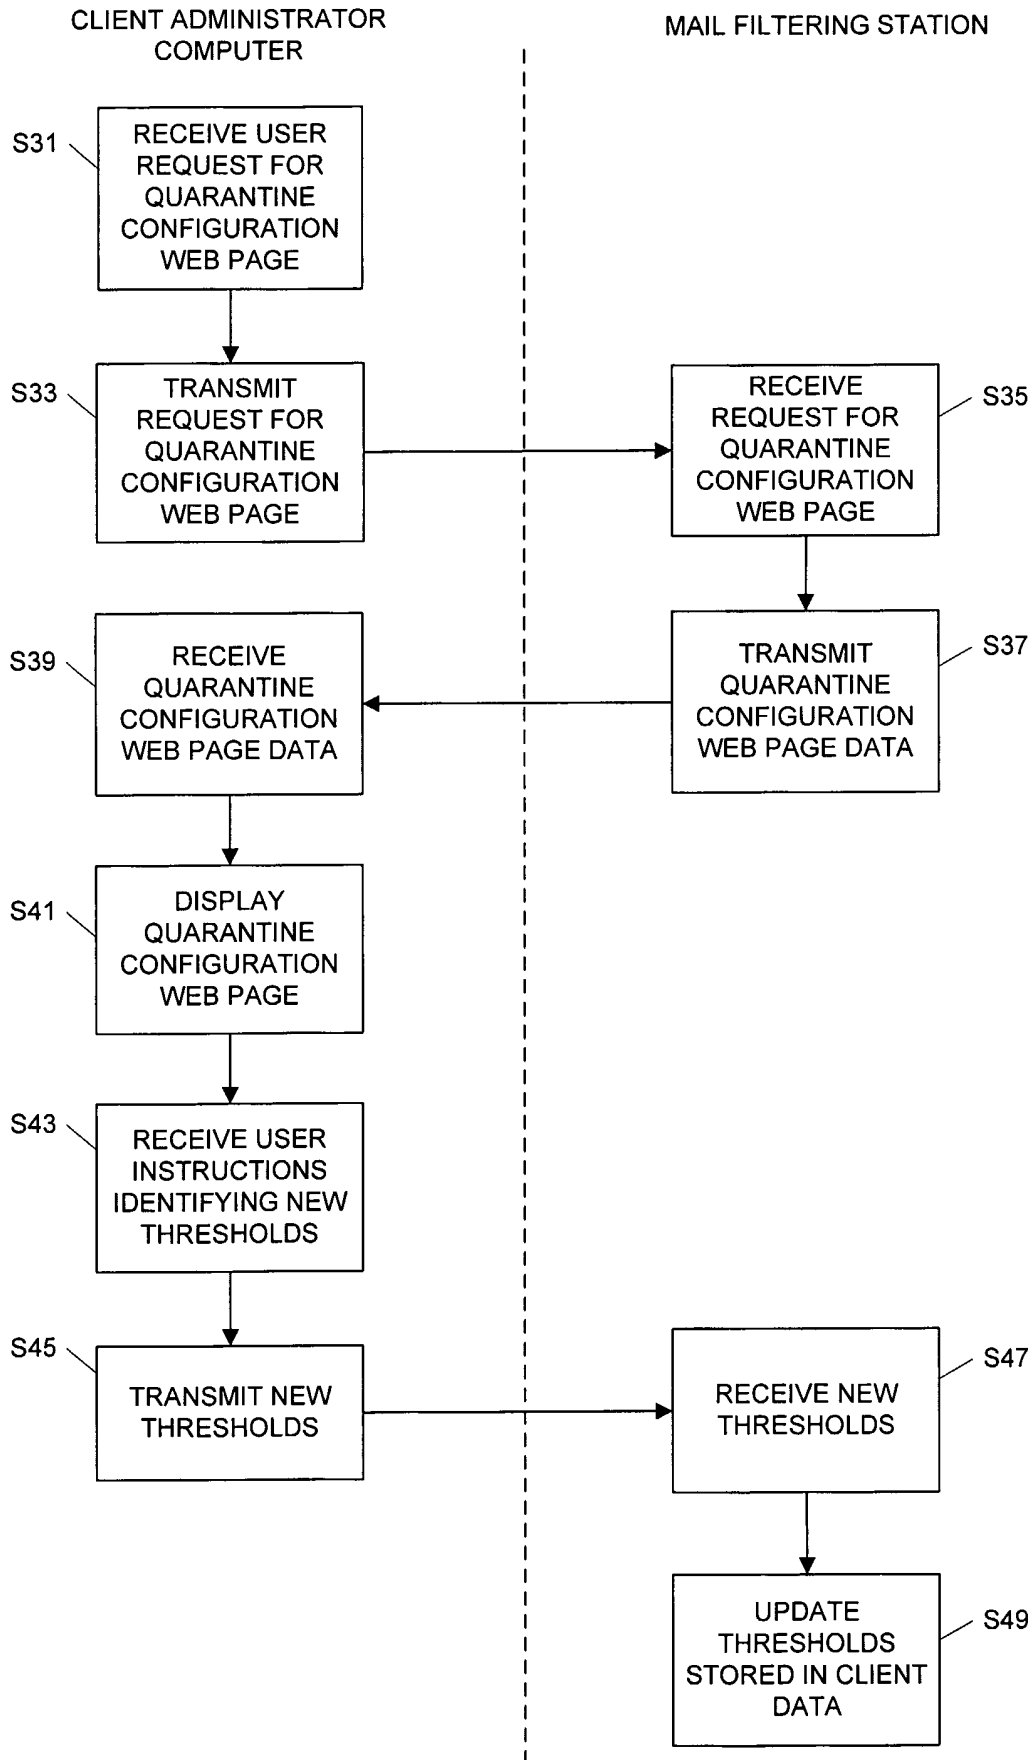 CLIENT ADMINISTRATOR
COMPUTER
MAIL FILTERING STATION
S31
RECEIVE USER
REQUEST FOR
QUARANTINE
CONFIGURATION
WEB PAGE
S33
TRANSMIT
REQUEST FOR
QUARANTINE
CONFIGURATION
WEB PAGE
RECEIVE
REQUEST FOR
QUARANTINE
CONFIGURATION
WEB PAGE
S35
S39
RECEIVE
QUARANTINE
CONFIGURATION
WEB PAGE DATA
TRANSMIT
QUARANTINE
CONFIGURATION
WEB PAGE DATA
S37
S41
DISPLAY
QUARANTINE
CONFIGURATION
WEB PAGE
S43
RECEIVE USER
INSTRUCTIONS
IDENTIFYING NEW
THRESHOLDS
S45
TRANSMIT NEW
THRESHOLDS
RECEIVE NEW
THRESHOLDS
S47
UPDATE
THRESHOLDS
STORED IN CLIENT
DATA
S49